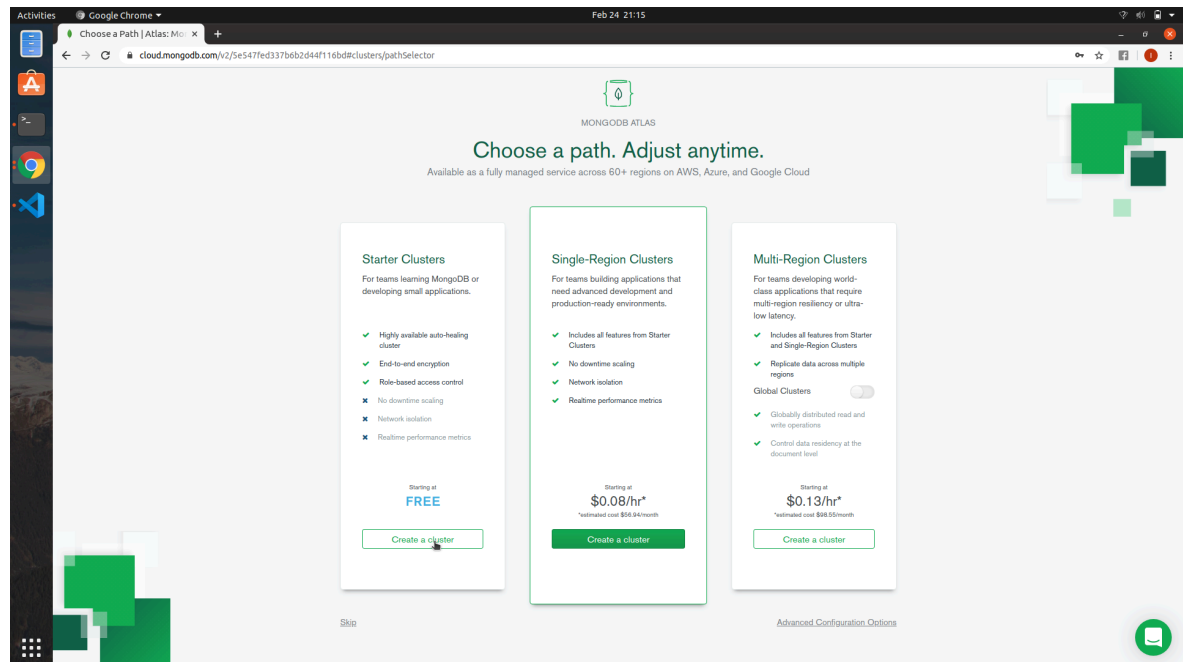 Activities
Google Chrome
Feb 24 21:15
Choose a Path | Atlas: Mo
cloud.mongodb.com/v2/5e547fed337b6b2d44f116bd#clusters/pathSelector
MONGODB ATLAS
Choose a path. Adjust anytime.
Available as a fully managed service across 60+ regions on AWS, Azure, and Google Cloud
Starter Clusters
For teams learning MongoDB or
developing small applications.
Highly available auto-healing
cluster
End-to-end encryption
Role-based access control
No downtime scaling
Network isolation
Realtime performance metrics
Starting at
FREE
Create a cluster
Single-Region Clusters
For teams building applications that
need advanced development and
production-ready environments.
Includes all features from Starter
Clusters
No downtime scaling
Network isolation
Realtime performance metrics
Starting at
$0.08/hr*
*estimated cost $56.94/month
Create a cluster
Multi-Region Clusters
For teams developing world-
class applications that require
multi-region resiliency or ultra-
low latency.
Includes all features from Starter
and Single-Region Clusters
Replicate data across multiple
regions
Global Clusters
Globablly distributed read and
write operations
Control data residency at the
document level
Starting at
$0.13/hr*
*estimated cost $98.55/month
Create a cluster
Skip
Advanced Configuration Options